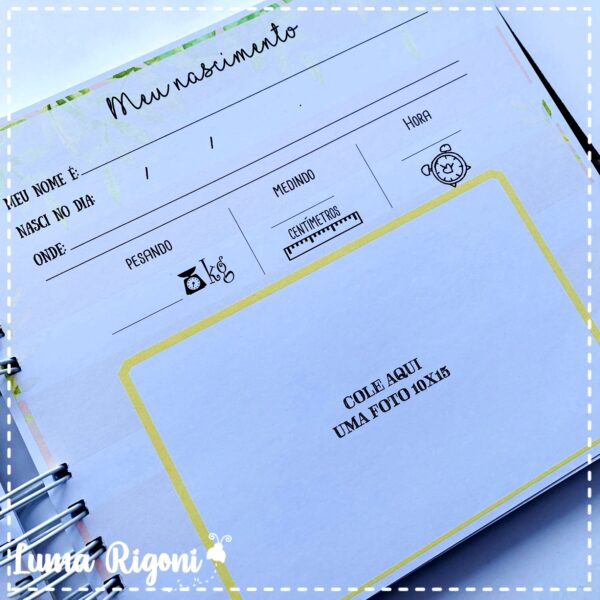 Meu nascimento
MEU NOME É:
NASCI NO DIA: / /
ONDE:
PESANDO
kg
MEDINDO
CENTÍMETROS
HORA
COLE AQUI
UMA FOTO 10X15
Luma Rigoni